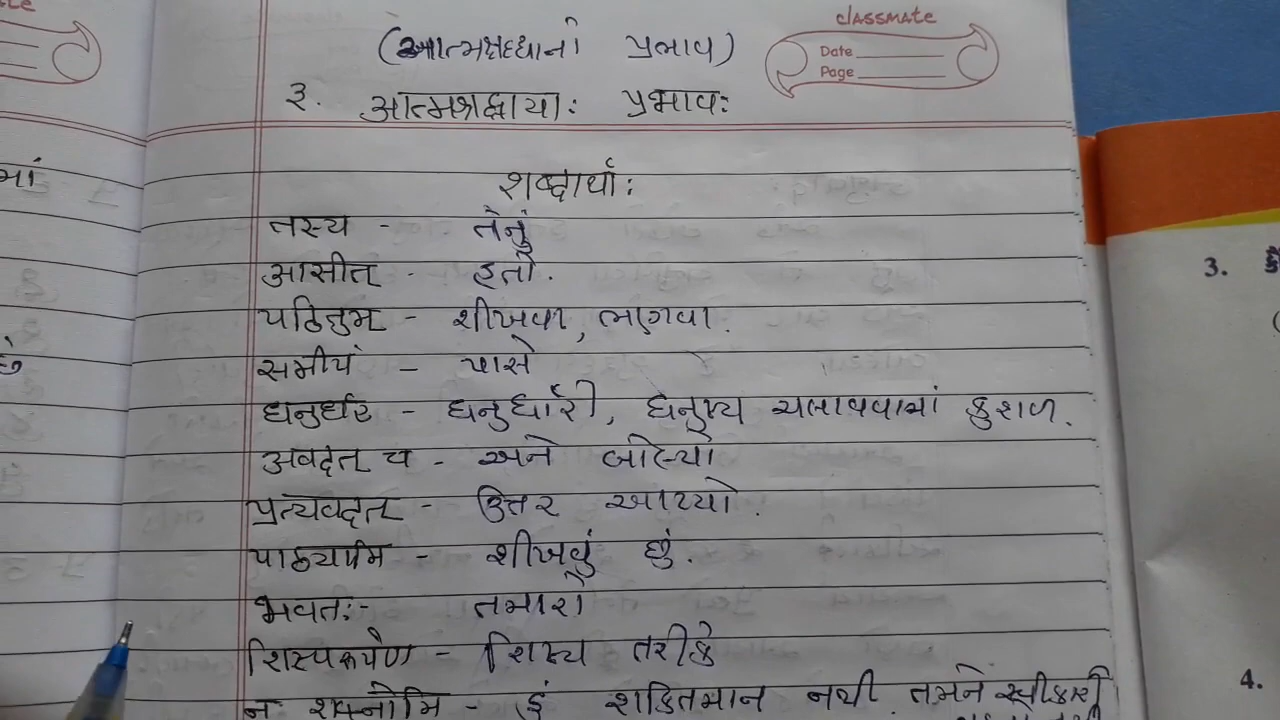 classmate
Date
Page
(આત્મશ્રદ્ધાનો પ્રભાવ)
३. आत्मश्रद्धायाः प्रभावः
शब्दार्थाः
तस्य - તેનું
आसीत् - હતો.
पठितुम् - શીખવા, ભણવા.
समीपं - પાસે
धनुर्धर - ધનુર્ધારી, ધનુષ્ય ચલાવવામાં કુશળ.
अवदत् च - અને બોલ્યો
प्रत्यवदत् - ઉત્તર આપ્યો.
पाठयामि - શીખવું છું.
भवतः - તમારો
शिष्यरूपेण - શિષ્ય તરીકે
न शक्नोमि - હું શક્તિમાન નથી. તમને સ્વીકારી
માં
છે
3.
4.